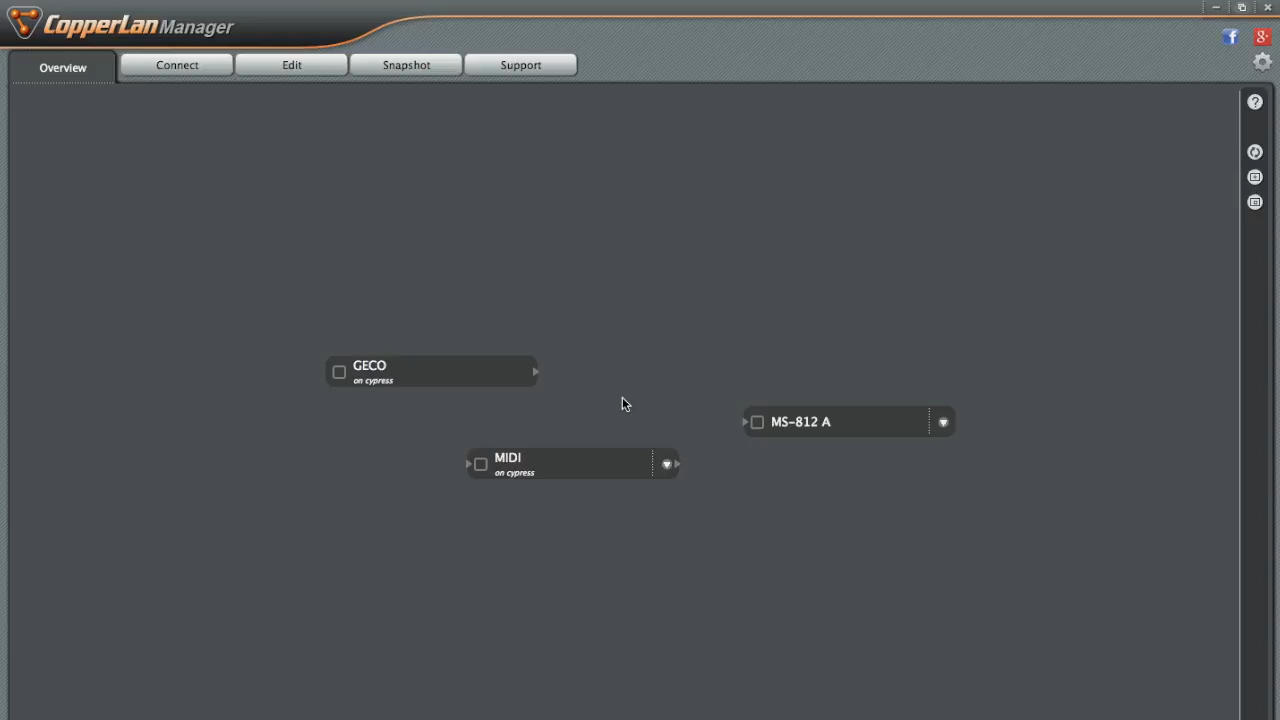 CopperLan Manager
Overview
Connect
Edit
Snapshot
Support
GECO
on cypress
MS-812 A
MIDI
on cypress